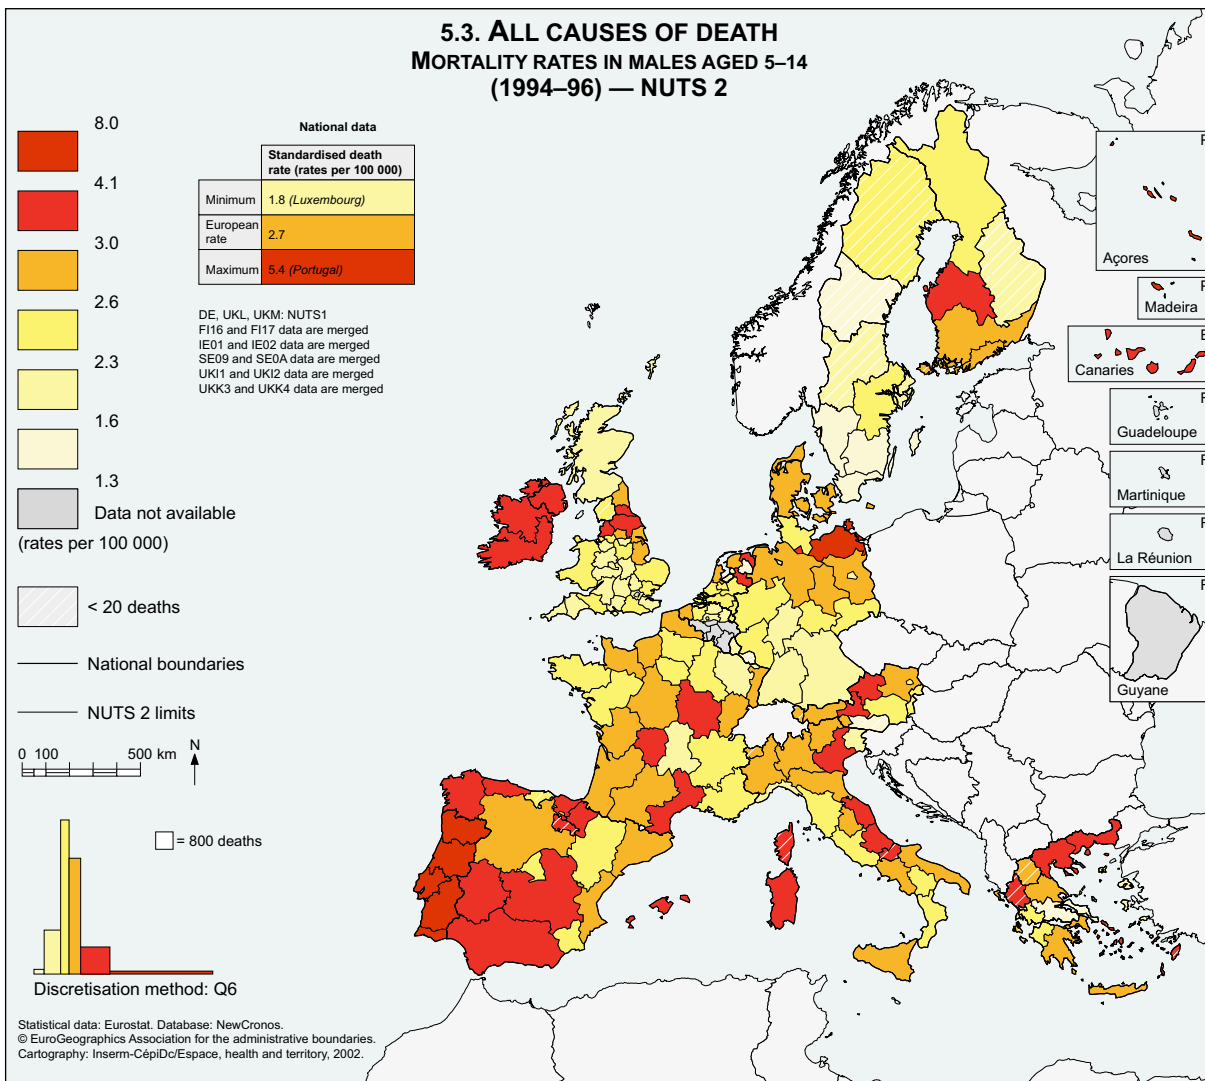 5.3. ALL CAUSES OF DEATH
MORTALITY RATES IN MALES AGED 5–14
(1994–96) — NUTS 2
8.0
4.1
3.0
2.6
2.3
1.6
1.3
Data not available
(rates per 100 000)
< 20 deaths
National boundaries
NUTS 2 limits
0 100 500 km
N
National data
Standardised death
rate (rates per 100 000)
Minimum 1.8 (Luxembourg)
European
rate
2.7
Maximum 5.4 (Portugal)
DE, UKL, UKM: NUTS1
FI16 and FI17 data are merged
IE01 and IE02 data are merged
SE09 and SE0A data are merged
UKI1 and UKI2 data are merged
UKK3 and UKK4 data are merged
= 800 deaths
Discretisation method: Q6
Statistical data: Eurostat. Database: NewCronos.
© EuroGeographics Association for the administrative boundaries.
Cartography: Inserm-CépiDc/Espace, health and territory, 2002.
Açores
Madeira
Canaries
Guadeloupe
Martinique
La Réunion
Guyane